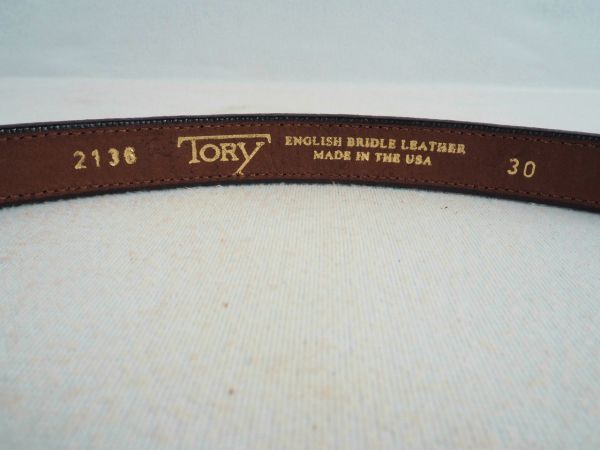 2136
TORY
ENGLISH BRIDLE LEATHER
MADE IN THE USA
30